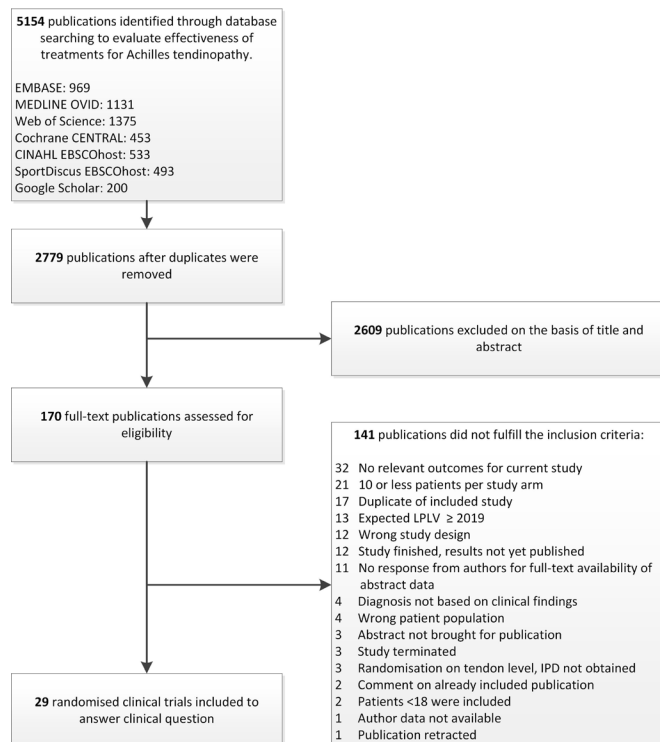 5154 publications identified through database
searching to evaluate effectiveness of
treatments for Achilles tendinopathy.
EMBASE: 969
MEDLINE OVID: 1131
Web of Science: 1375
Cochrane CENTRAL: 453
CINAHL EBSCOhost: 533
SportDiscus EBSCOhost: 493
Google Scholar: 200
2779 publications after duplicates were
removed
2609 publications excluded on the basis of title and
abstract
170 full-text publications assessed for
eligibility
141 publications did not fulfill the inclusion criteria:
32 No relevant outcomes for current study
21 10 or less patients per study arm
17 Duplicate of included study
13 Expected LPLV ≥ 2019
12 Wrong study design
12 Study finished, results not yet published
11 No response from authors for full-text availability of
abstract data
4 Diagnosis not based on clinical findings
4 Wrong patient population
3 Abstract not brought for publication
3 Study terminated
3 Randomisation on tendon level, IPD not obtained
2 Comment on already included publication
2 Patients <18 were included
1 Author data not available
1 Publication retracted
29 randomised clinical trials included to
answer clinical question